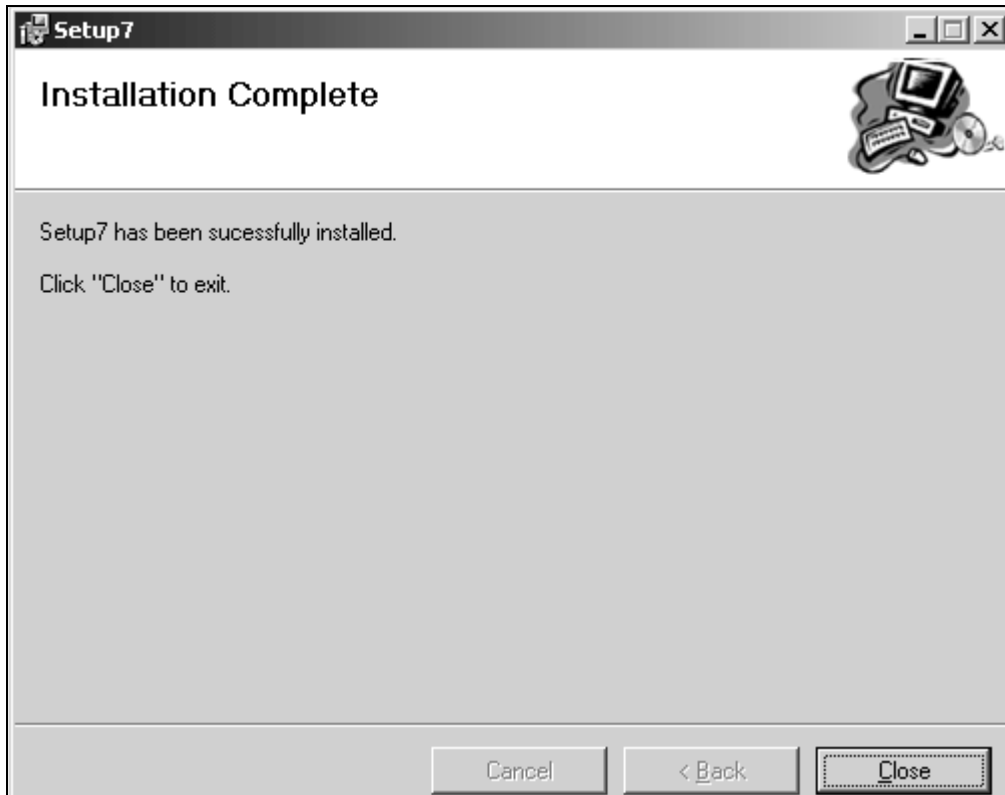 Setup7
Installation Complete
Setup7 has been sucessfully installed.
Click "Close" to exit.
Cancel
< Back
Close